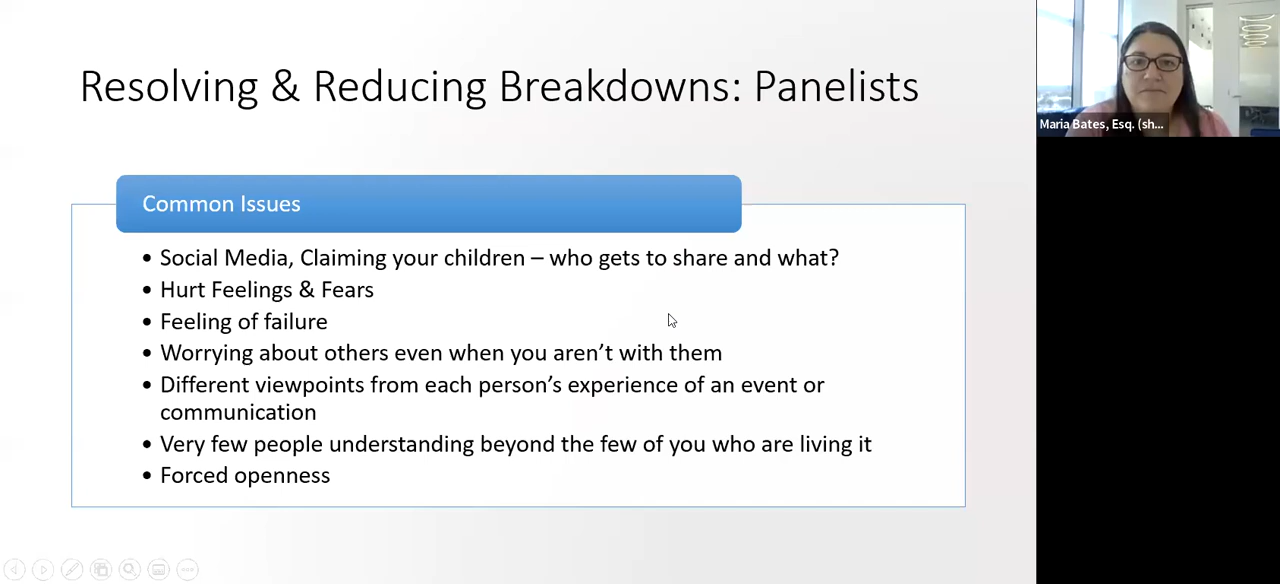 Resolving & Reducing Breakdowns: Panelists
Common Issues
• Social Media, Claiming your children – who gets to share and what?
• Hurt Feelings & Fears
• Feeling of failure
• Worrying about others even when you aren't with them
• Different viewpoints from each person's experience of an event or
communication
• Very few people understanding beyond the few of you who are living it
• Forced openness
Maria Bates, Esq. (sh...